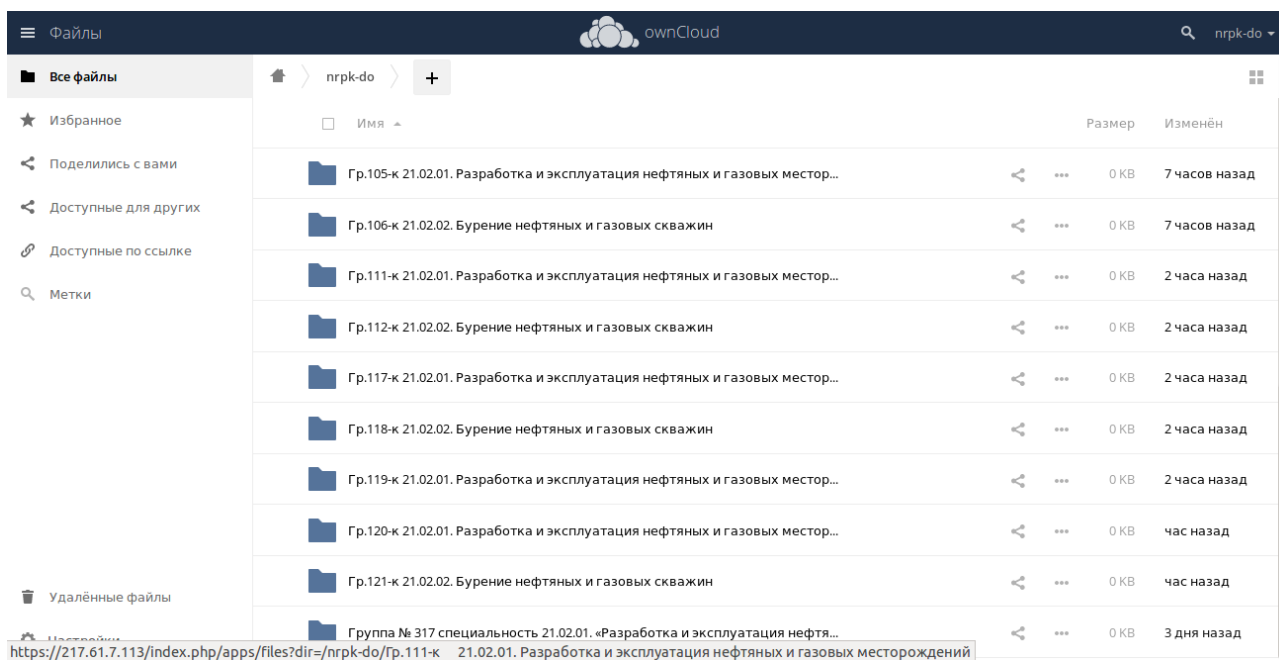 Файлы
ownCloud
nrpk-do
Все файлы
nrpk-do
+
Избранное
Поделились с вами
Доступные для других
Доступные по ссылке
Метки
Имя Размер Изменён
Гр.105-к 21.02.01. Разработка и эксплуатация нефтяных и газовых местор... 0 KB 7 часов назад
Гр.106-к 21.02.02. Бурение нефтяных и газовых скважин 0 KB 7 часов назад
Гр.111-к 21.02.01. Разработка и эксплуатация нефтяных и газовых местор... 0 KB 2 часа назад
Гр.112-к 21.02.02. Бурение нефтяных и газовых скважин 0 KB 2 часа назад
Гр.117-к 21.02.01. Разработка и эксплуатация нефтяных и газовых местор... 0 KB 2 часа назад
Гр.118-к 21.02.02. Бурение нефтяных и газовых скважин 0 KB 2 часа назад
Гр.119-к 21.02.01. Разработка и эксплуатация нефтяных и газовых местор... 0 KB 2 часа назад
Гр.120-к 21.02.01. Разработка и эксплуатация нефтяных и газовых местор... 0 KB час назад
Гр.121-к 21.02.02. Бурение нефтяных и газовых скважин 0 KB час назад
Группа № 317 специальность 21.02.01. «Разработка и эксплуатация нефтя... 0 KB 3 дня назад
Удалённые файлы
Настройки
https://217.61.7.113/index.php/apps/files?dir=/nrpk-do/Гр.111-к 21.02.01. Разработка и эксплуатация нефтяных и газовых месторождений